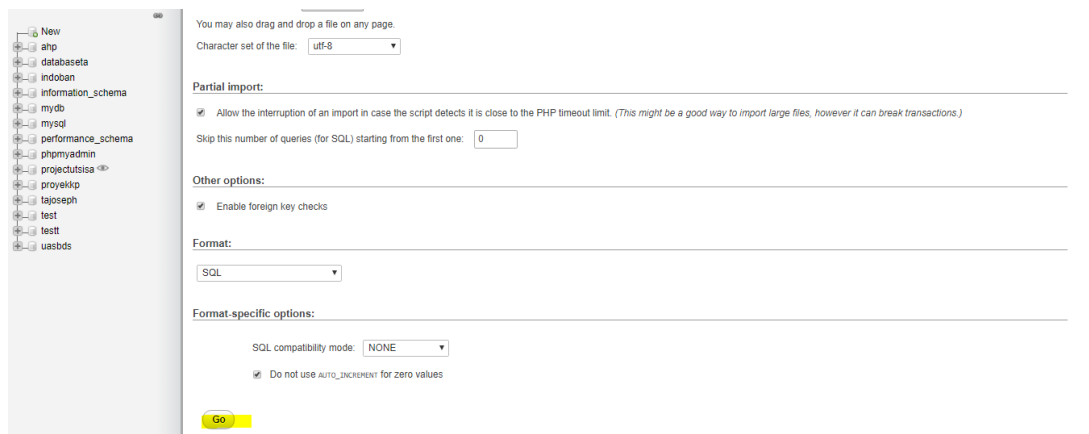 New
ahp
databaseta
indoban
information_schema
mydb
mysql
performance_schema
phpmyadmin
projectutsisa
proyekkp
tajoseph
test
testt
uasbds
You may also drag and drop a file on any page.
Character set of the file: utf-8
Partial import:
Allow the interruption of an import in case the script detects it is close to the PHP timeout limit. (This might be a good way to import large files, however it can break transactions.)
Skip this number of queries (for SQL) starting from the first one: 0
Other options:
Enable foreign key checks
Format:
SQL
Format-specific options:
SQL compatibility mode: NONE
Do not use AUTO_INCREMENT for zero values
Go